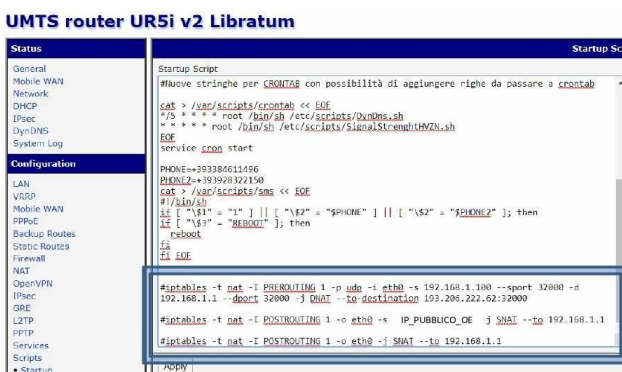 UMTS router UR5i v2 Libratum
Status
General
Mobile WAN
Network
DHCP
IPsec
DynDNS
System Log
Configuration
LAN
VRRP
Mobile WAN
PPPoE
Backup Routes
Static Routes
Firewall
NAT
OpenVPN
IPsec
GRE
L2TP
PPTP
Services
Scripts
• Startup
Startup Sc
Startup Script
#Nuove stringhe per CRONTAB con possibilità di aggiungere righe da passare a crontab
cat > /var/scripts/crontab << EOF
*/5 * * * * root /bin/sh /etc/scripts/DynDns.sh
* * * * * root /bin/sh /etc/scripts/SignalStrenghtHVZN.sh
EOF
service cron start
PHONE=+393384611496
PHONE2=+393928322150
cat > /var/scripts/sms << EOF
#!/bin/sh
if [ "\$1" = "1" ] || [ "\$2" = "$PHONE" ] || [ "\$2" = "$PHONE2" ]; then
if [ "\$3" = "REBOOT" ]; then
reboot
fi
fi EOF
#iptables -t nat -I PREROUTING 1 -p udp -i eth0 -s 192.168.1.100 --sport 32000 -d
192.168.1.1 --dport 32000 -j DNAT --to-destination 193.206.222.62:32000
#iptables -t nat -I POSTROUTING 1 -o eth0 -s IP_PUBBLICO_OE j SNAT --to 192.168.1.1
#iptables -t nat -I POSTROUTING 1 -o eth0 -j SNAT --to 192.168.1.1
Apply